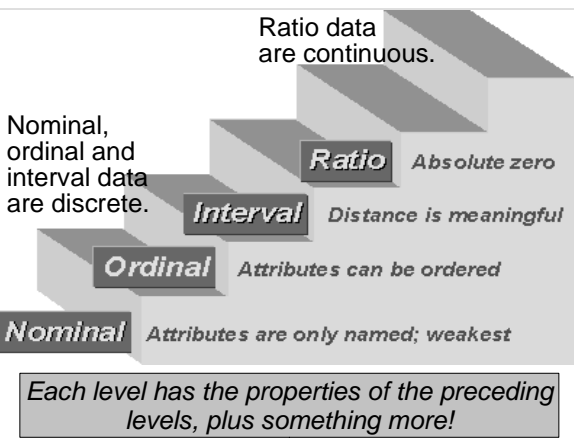 Ratio data
are continuous.
Nominal,
ordinal and
interval data
are discrete.
Ratio Absolute zero
Interval Distance is meaningful
Ordinal Attributes can be ordered
Nominal Attributes are only named; weakest
Each level has the properties of the preceding
levels, plus something more!